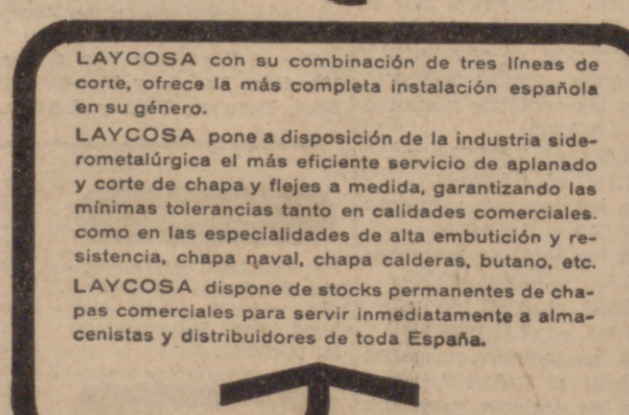 LAYCOSA con su combinación de tres líneas de
corte, ofrece la más completa instalación española
en su género.
LAYCOSA pone a disposición de la industria side-
rometalúrgica el más eficiente servicio de aplanado
y corte de chapa y flejes a medida, garantizando las
mínimas tolerancias tanto en calidades comerciales.
como en las especialidades de alta embutición y re-
sistencia, chapa naval, chapa calderas, butano, etc.
LAYCOSA dispone de stocks permanentes de cha-
pas comerciales para servir inmediatamente a alma-
cenistas y distribuidores de toda España.